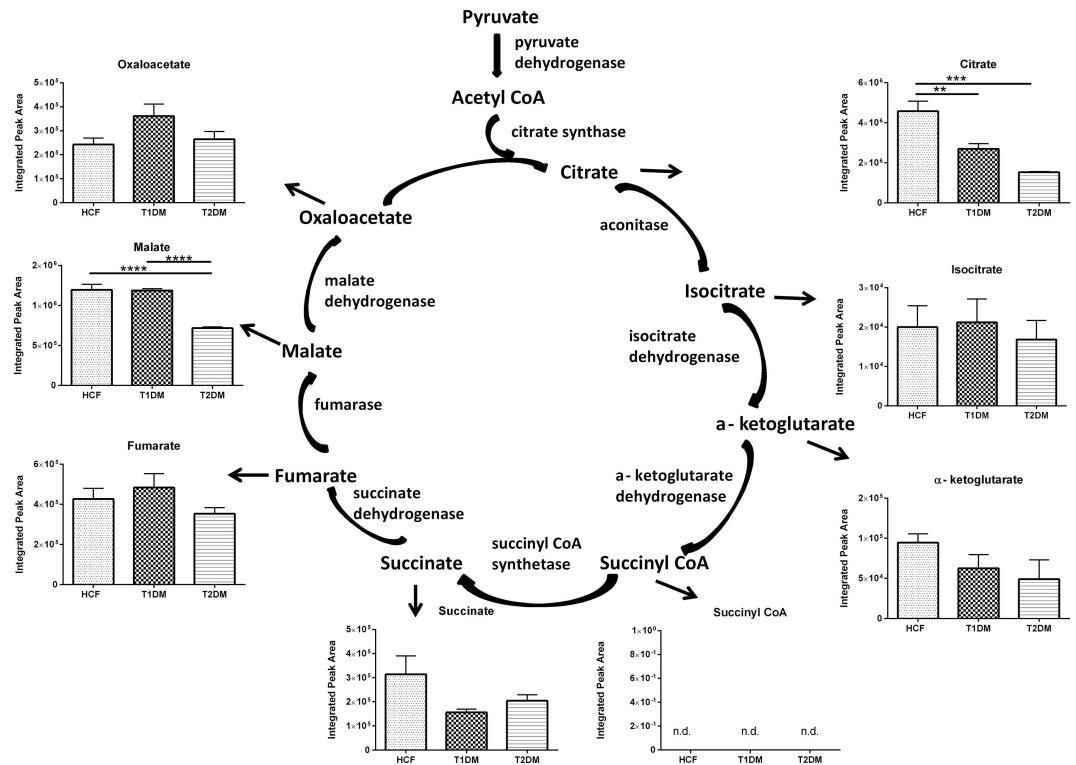 Pyruvate
pyruvate
dehydrogenase
Acetyl CoA
citrate synthase
Citrate
aconitase
Isocitrate
isocitrate
dehydrogenase
a- ketoglutarate
a- ketoglutarate
dehydrogenase
Succinyl CoA
succinyl CoA
synthetase
Succinate
succinate
dehydrogenase
Fumarate
fumarase
Malate
malate
dehydrogenase
Oxaloacetate
Oxaloacetate
Integrated Peak Area
5×10⁵
4×10⁵
3×10⁵
2×10⁵
1×10⁵
0
HCF T1DM T2DM
Malate
Integrated Peak Area
2×10⁶
1×10⁶
5×10⁵
0
****
****
HCF T1DM T2DM
Fumarate
Integrated Peak Area
6×10⁵
4×10⁵
2×10⁵
0
HCF T1DM T2DM
Succinate
Integrated Peak Area
5×10⁵
4×10⁵
3×10⁵
2×10⁵
1×10⁵
0
HCF T1DM T2DM
Succinyl CoA
Integrated Peak Area
1×10⁰
8×10⁻¹
6×10⁻¹
4×10⁻¹
2×10⁻¹
0
n.d. n.d. n.d.
HCF T1DM T2DM
Citrate
Integrated Peak Area
6×10⁶
4×10⁶
2×10⁶
0
***
**
HCF T1DM T2DM
Isocitrate
Integrated Peak Area
3×10⁴
2×10⁴
1×10⁴
0
HCF T1DM T2DM
α- ketoglutarate
Integrated Peak Area
2×10⁵
1×10⁵
5×10⁴
0
HCF T1DM T2DM